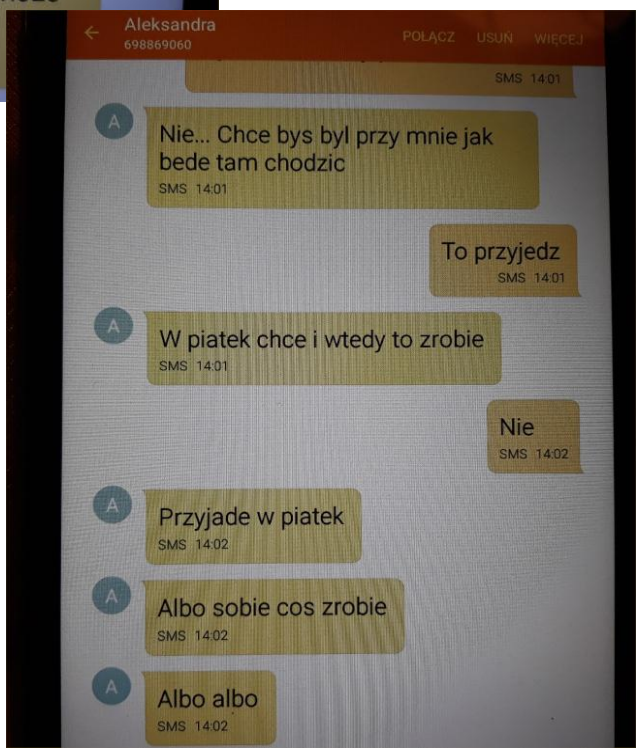 Aleksandra
698869060
POŁĄCZ USUŃ WIĘCEJ
SMS 14:01
A
Nie... Chce bys byl przy mnie jak
bede tam chodzic
SMS 14:01
To przyjedz
SMS 14:01
A
W piatek chce i wtedy to zrobie
SMS 14:01
Nie
SMS 14:02
A
Przyjade w piatek
SMS 14:02
A
Albo sobie cos zrobie
SMS 14:02
A
Albo albo
SMS 14:02